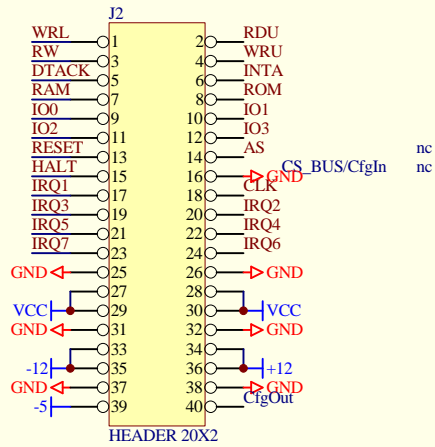 J2
WRL 1 2 RDU
RW 3 4 WRU
DTACK 5 6 INTA
RAM 7 8 ROM
IO0 9 10 IO1
IO2 11 12 IO3
RESET 13 14 AS nc
HALT 15 16 GND CS_BUS/CfgIn nc
IRQ1 17 18 CLK
IRQ3 19 20 IRQ2
IRQ5 21 22 IRQ4
IRQ7 23 24 IRQ6
GND 25 26 GND
27 28
VCC 29 30 VCC
GND 31 32 GND
33 34
-12 35 36 +12
GND 37 38 GND
-5 39 40 CfgOut
HEADER 20X2